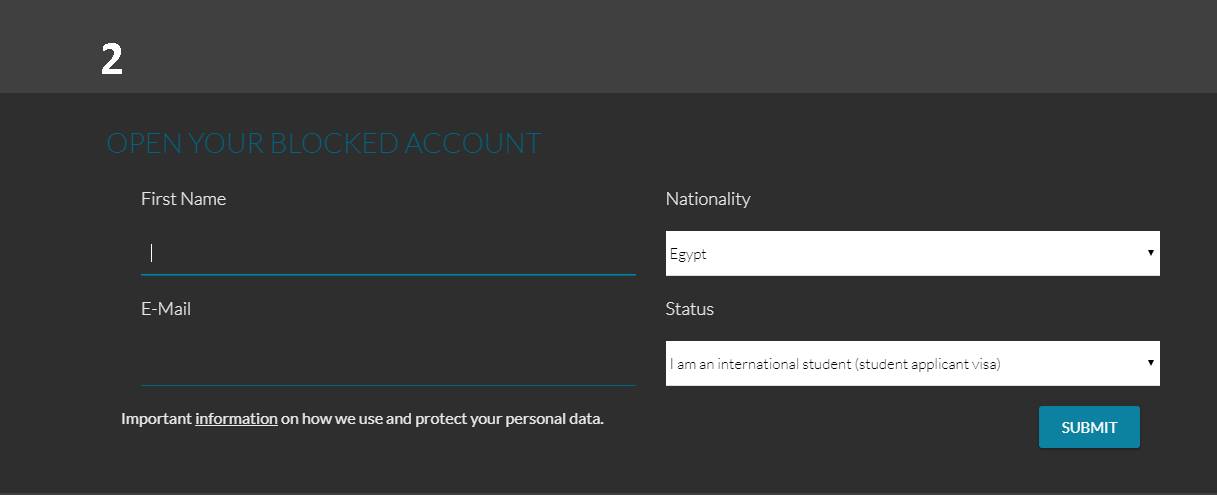 2
OPEN YOUR BLOCKED ACCOUNT
First Name
Nationality
Egypt
E-Mail
Status
I am an international student (student applicant visa)
Important information on how we use and protect your personal data.
SUBMIT